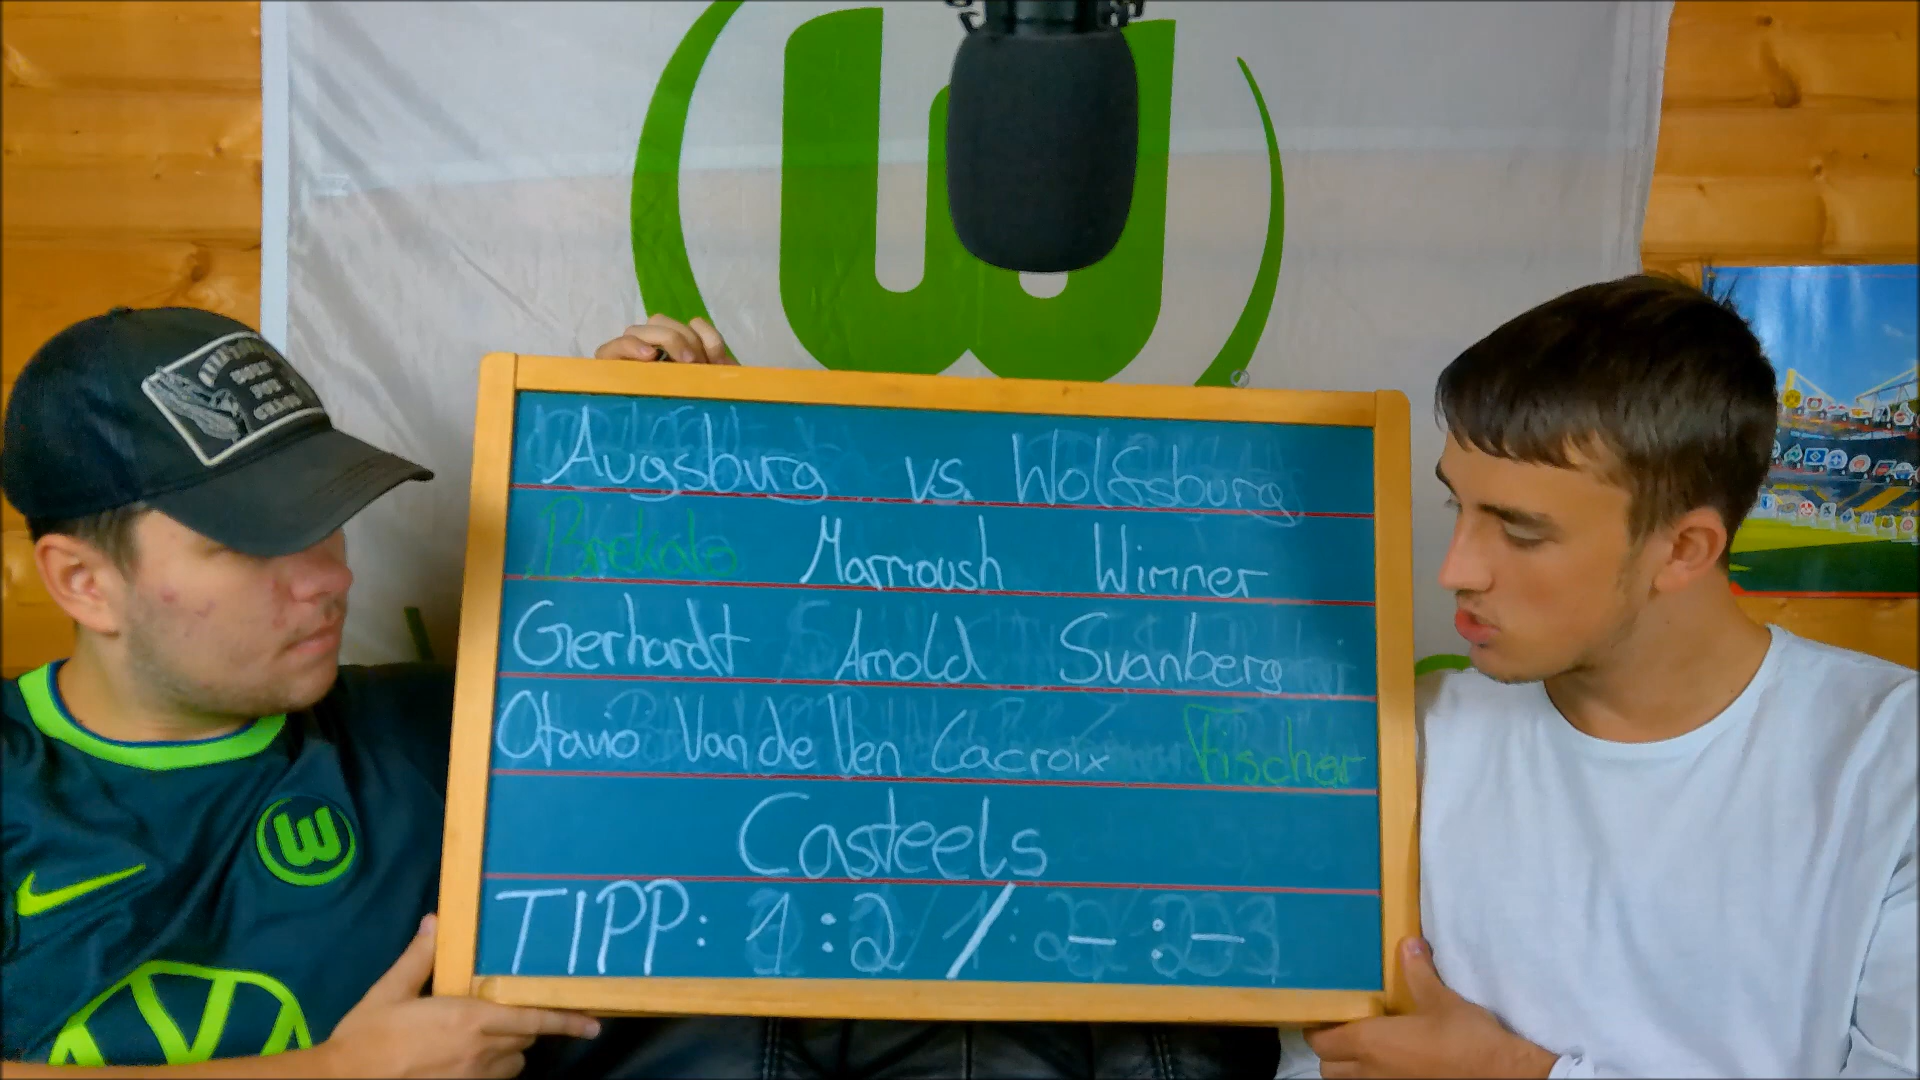 Augsburg vs. Wolfsburg
Brekalo Marmoush Wimmer
Gerhardt Arnold Svanberg
Otavio Van de Ven Lacroix Fischer
Casteels
TIPP: 1:2 / - : -